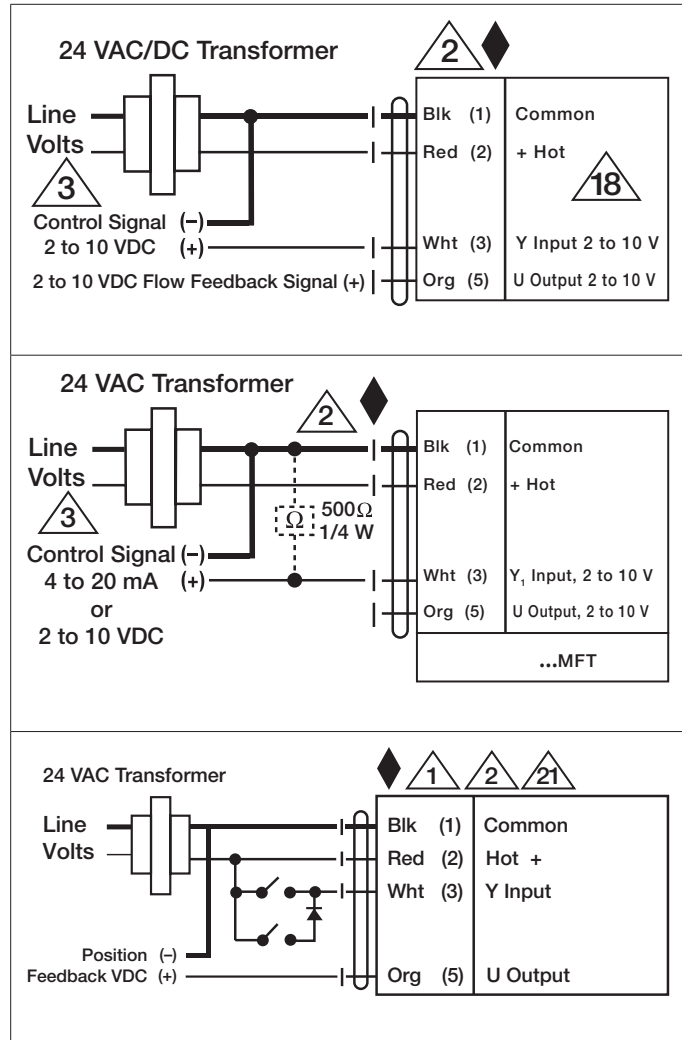 24 VAC/DC Transformer
2
Line
Volts
3
Control Signal (-)
2 to 10 VDC (+)
2 to 10 VDC Flow Feedback Signal (+)
Blk (1) Common
Red (2) + Hot
18
Wht (3) Y Input 2 to 10 V
Org (5) U Output 2 to 10 V
24 VAC Transformer
2
Line
Volts
3
Ω 500Ω
1/4 W
Control Signal (-)
4 to 20 mA (+)
or
2 to 10 VDC
Blk (1) Common
Red (2) + Hot
Wht (3) Y₁ Input, 2 to 10 V
Org (5) U Output, 2 to 10 V
...MFT
24 VAC Transformer
1 2 21
Line
Volts
Position (-)
Feedback VDC (+)
Blk (1) Common
Red (2) Hot +
Wht (3) Y Input
Org (5) U Output